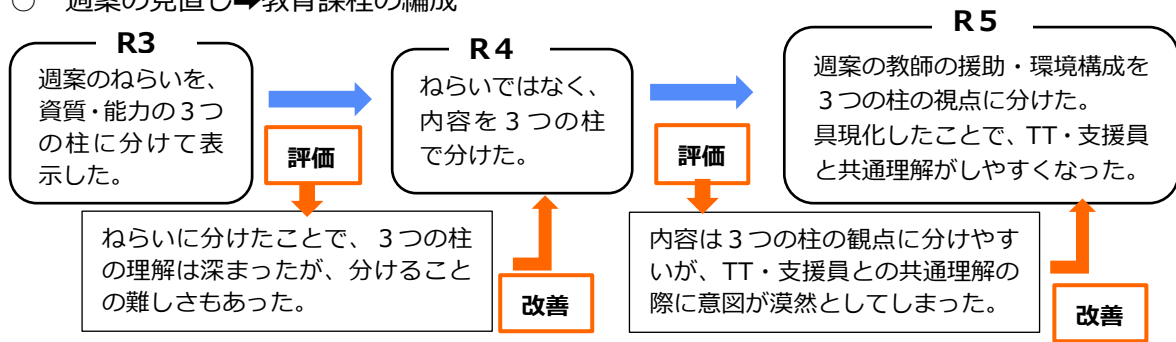 ○ 週案の見直し➡教育課程の編成
R3
週案のねらいを、
資質・能力の３つ
の柱に分けて表
示した。
評価
ねらいに分けたことで、３つの柱
の理解は深まったが、分けること
の難しさもあった。
改善
R４
ねらいではなく、
内容を３つの柱
で分けた。
評価
内容は３つの柱の観点に分けやす
いが、TT・支援員との共通理解の
際に意図が漠然としてしまった。
改善
R５
週案の教師の援助・環境構成を
３つの柱の視点に分けた。
具現化したことで、TT・支援員
と共通理解がしやすくなった。